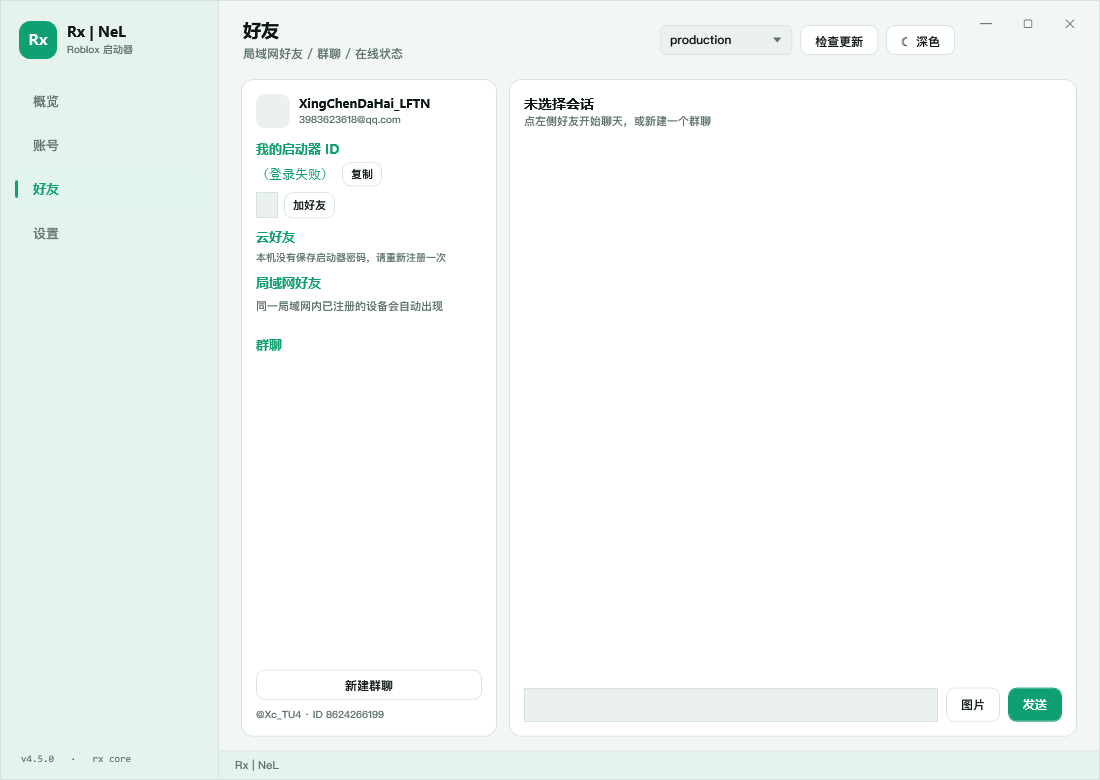 Rx
Rx | NeL
Roblox 启动器
概览
账号
好友
设置
v4.5.0 · rx core
好友
局域网好友 / 群聊 / 在线状态
production
检查更新
☾ 深色
XingChenDaHai_LFTN
3983623618@qq.com
我的启动器 ID
（登录失败）
复制
加好友
云好友
本机没有保存启动器密码，请重新注册一次
局域网好友
同一局域网内已注册的设备会自动出现
群聊
新建群聊
@Xc_TU4 · ID 8624266199
未选择会话
点左侧好友开始聊天，或新建一个群聊
图片
发送
Rx | NeL